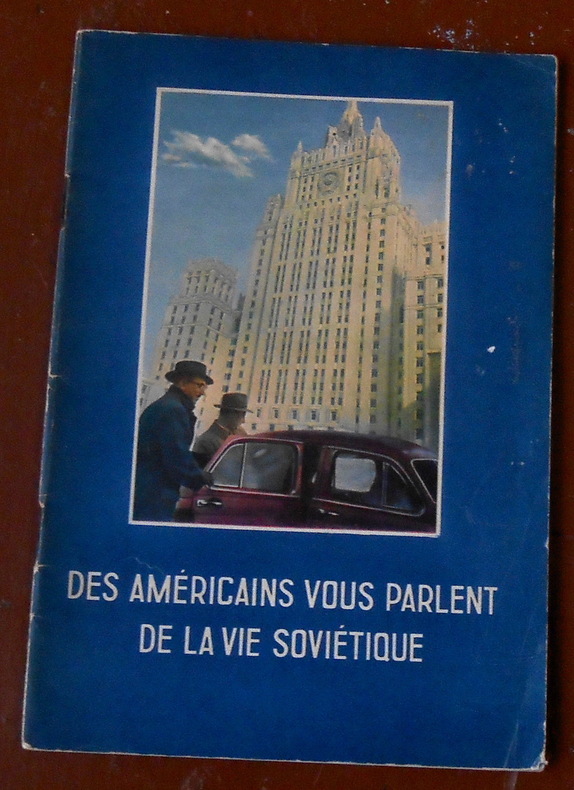 DES AMÉRICAINS VOUS PARLENT
DE LA VIE SOVIÉTIQUE